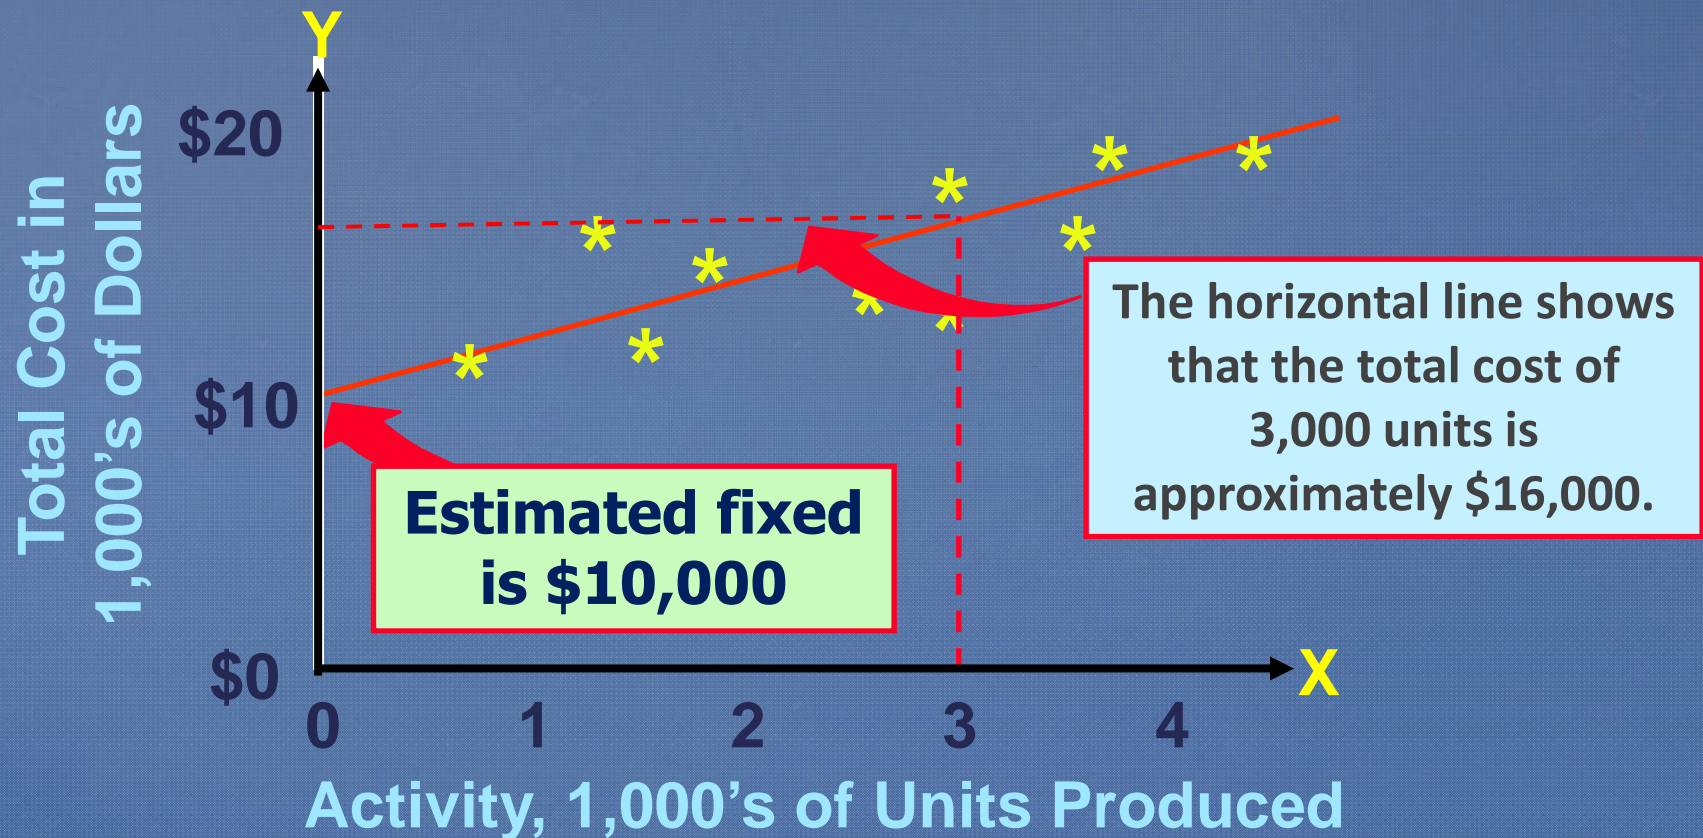 Y
Total Cost in
1,000’s of Dollars
$20
$10
$0
The horizontal line shows
that the total cost of
3,000 units is
approximately $16,000.
Estimated fixed
is $10,000
X
0 1 2 3 4
Activity, 1,000’s of Units Produced